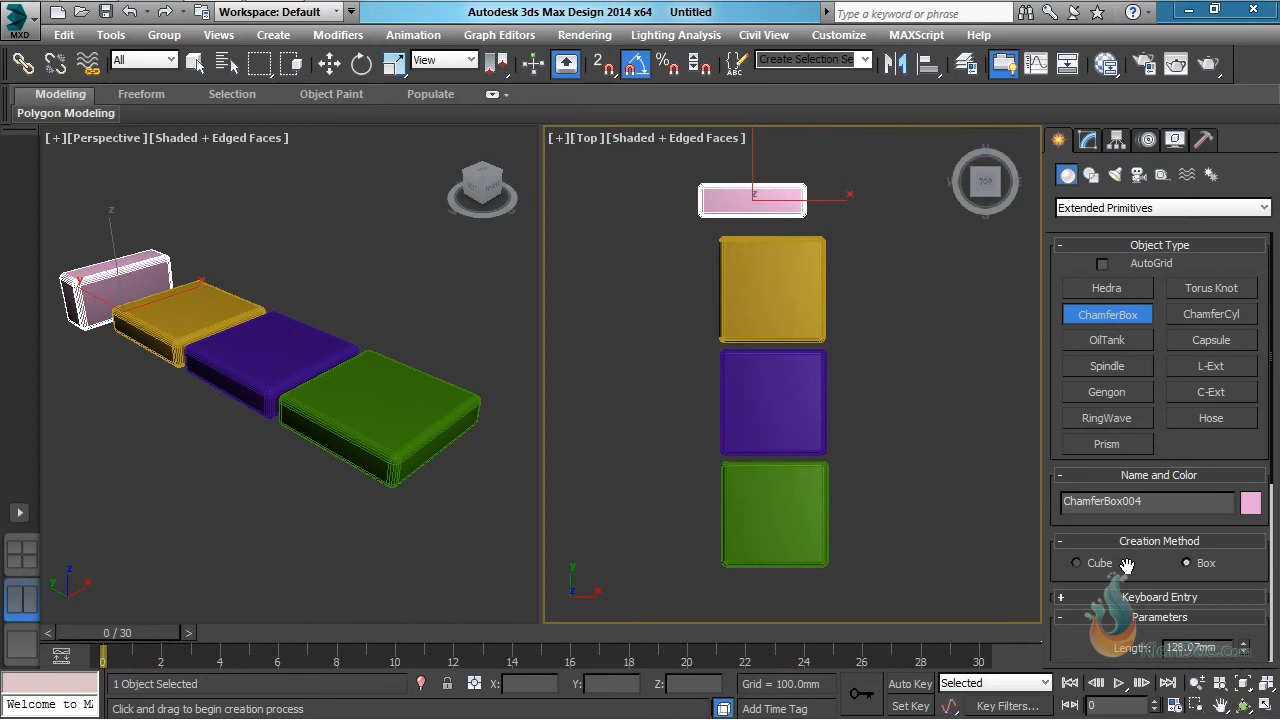 Workspace: Default
Autodesk 3ds Max Design 2014 x64 Untitled
Type a keyword or phrase
MXD
Edit Tools Group Views Create Modifiers Animation Graph Editors Rendering Lighting Analysis Civil View Customize MAXScript Help
All View 2 Create Selection Se
Modeling Freeform Selection Object Paint Populate
Polygon Modeling
[+][Perspective][Shaded + Edged Faces]
[+][Top][Shaded + Edged Faces]
N
TOP
z
x
z
y
x
Extended Primitives
- Object Type
AutoGrid
Hedra Torus Knot
ChamferBox ChamferCyl
OilTank Capsule
Spindle L-Ext
Gengon C-Ext
RingWave Hose
Prism
- Name and Color
ChamferBox004
- Creation Method
Cube Box
+ Keyboard Entry
- Parameters
Length: 128.07mm
z
y
x
y
z
x
< 0 / 30 >
0 2 4 6 8 10 12 14 16 18 20 22 24 26 28 30
1 Object Selected X: Y: Z: Grid = 100.0mm Auto Key Selected
Welcome to M Click and drag to begin creation process Add Time Tag Set Key Key Filters... 0